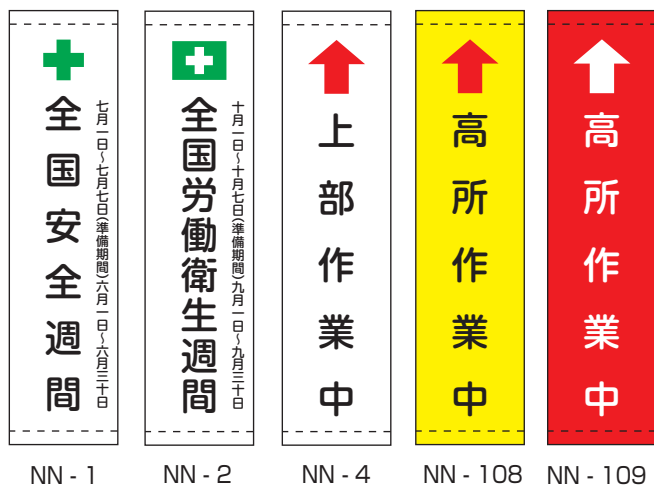 全国安全週間
七月一日～七月七日(準備期間)六月一日～六月三十日
全国労働衛生週間
十月一日～十月七日(準備期間)九月一日～九月三十日
上部作業中
高所作業中
高所作業中
NN - 1
NN - 2
NN - 4
NN - 108
NN - 109